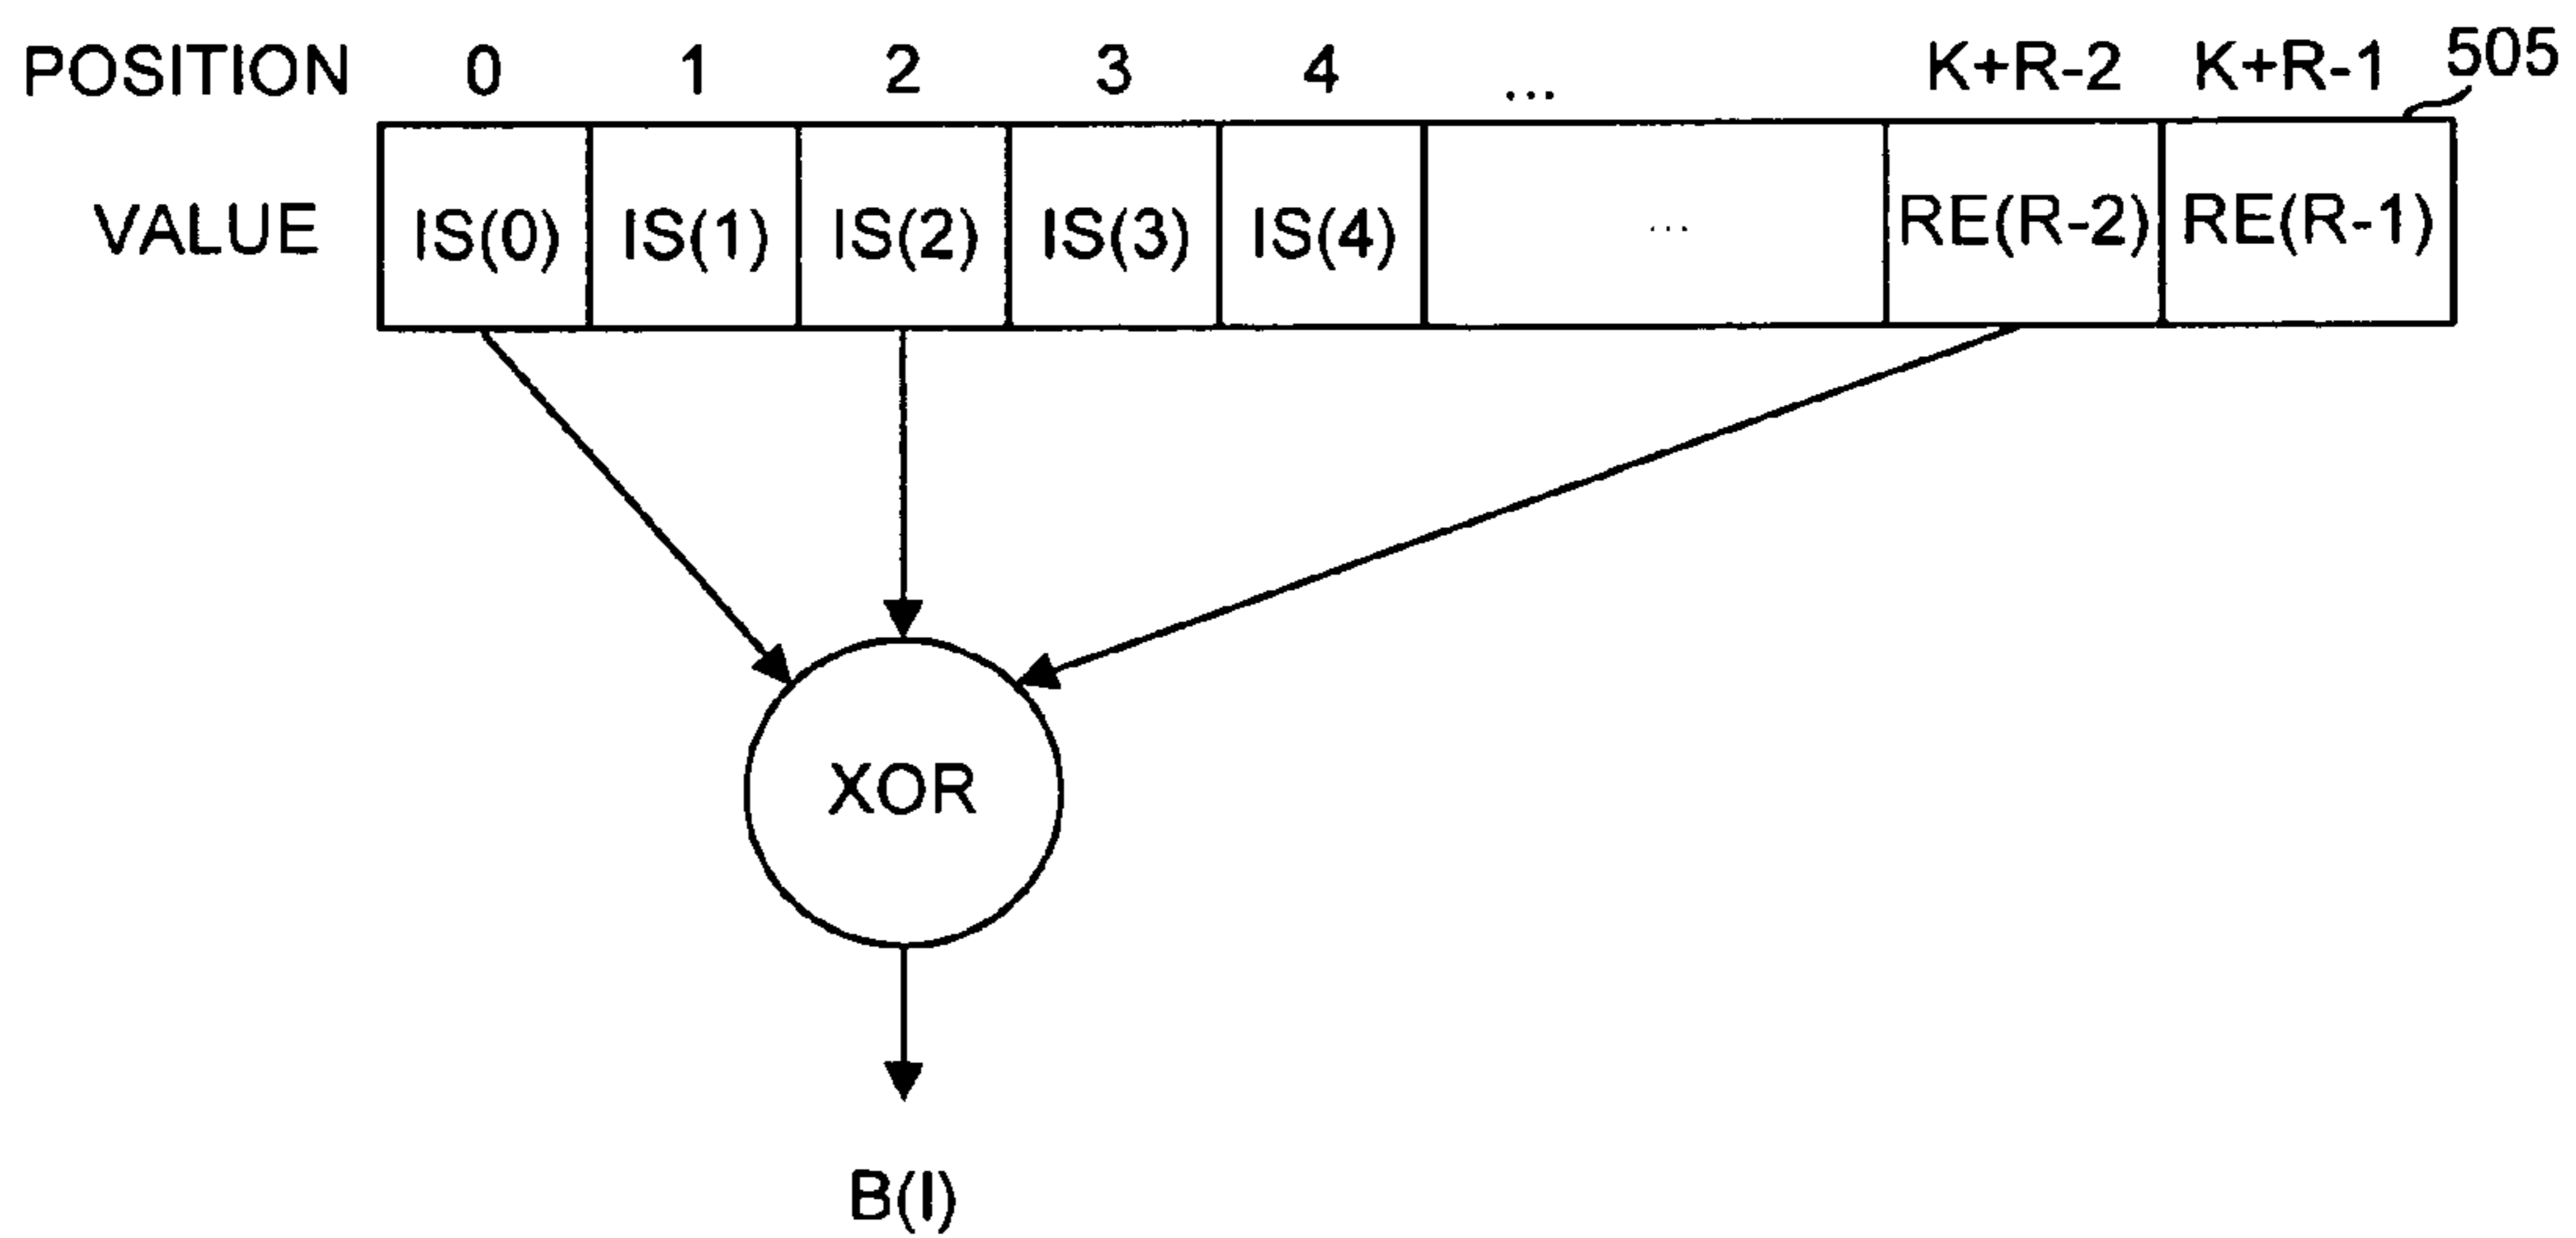 POSITION 0 1 2 3 4 ... K+R-2 K+R-1 505
VALUE IS(0) IS(1) IS(2) IS(3) IS(4) ... RE(R-2) RE(R-1)
XOR
B(I)